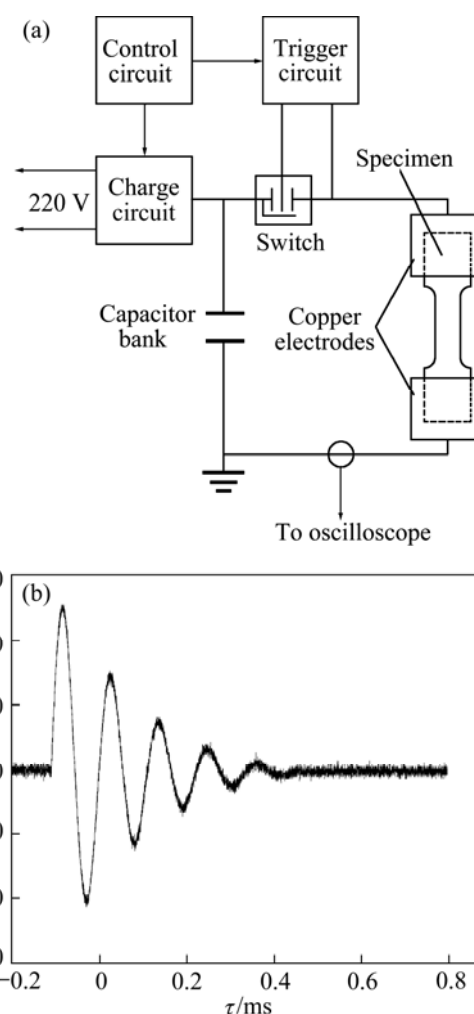 (a)
Control
circuit
Trigger
circuit
Specimen
220 V
Charge
circuit
Switch
Capacitor
bank
Copper
electrodes
To oscilloscope
(b)
−0.2 0 0.2 0.4 0.6 0.8
τ/ms